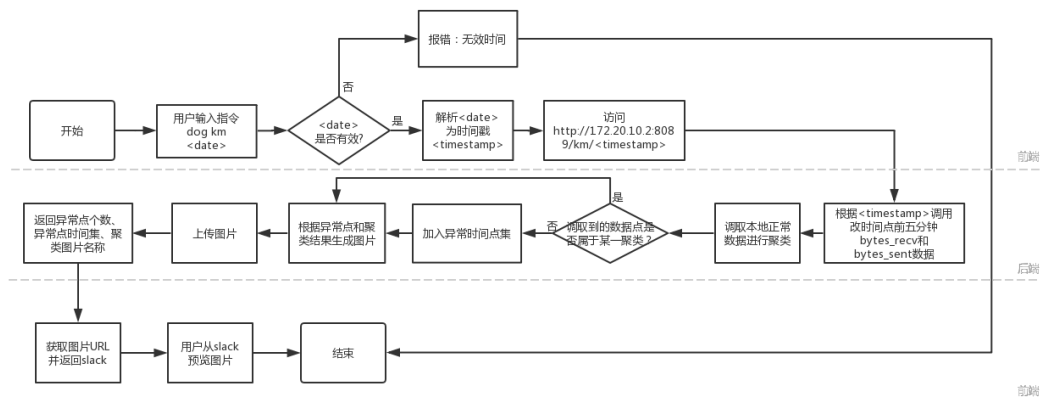 报错：无效时间
否
开始
用户输入指令
dog km
<date>
<date>
是否有效?
是
解析<date>
为时间戳
<timestamp>
访问
http://172.20.10.2:808
9/km/<timestamp>
前端
返回异常点个数、
异常点时间集、聚
类图片名称
上传图片
根据异常点和聚
类结果生成图片
加入异常时间点集
否
是
调取到的数据点是
否属于某一聚类？
调取本地正常
数据进行聚类
根据<timestamp>调用
改时间点前五分钟
bytes_recv和
bytes_sent数据
后端
获取图片URL
并返回slack
用户从slack
预览图片
结束
前端